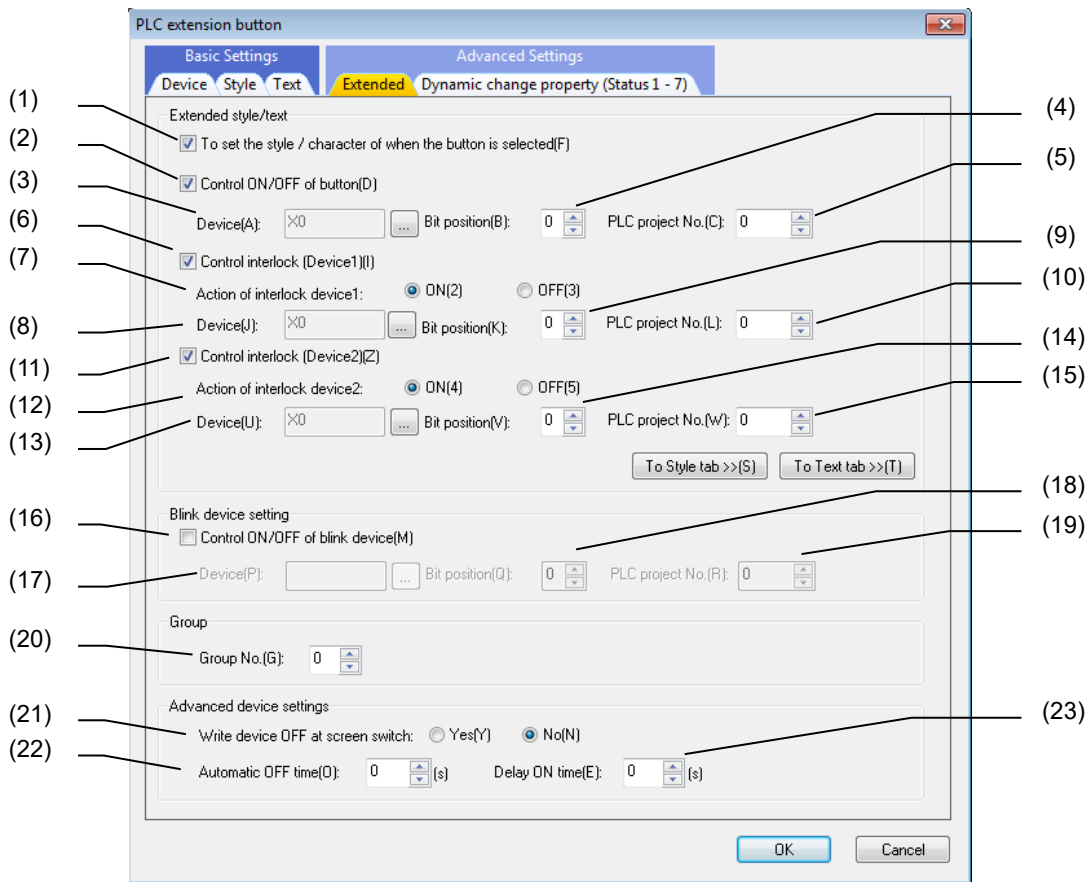 PLC extension button
Basic Settings Advanced Settings
Device Style Text Extended Dynamic change property (Status 1 - 7)
(1) Extended style/text (4)
To set the style / character of when the button is selected(F)
(2) Control ON/OFF of button(D) (5)
(3) Device(A): X0 ... Bit position(B): 0 PLC project No.(C): 0
(6) Control interlock (Device1)(I) (9)
(7) Action of interlock device1: ON(2) OFF(3) (10)
(8) Device(J): X0 ... Bit position(K): 0 PLC project No.(L): 0
(11) Control interlock (Device2)(Z) (14)
(12) Action of interlock device2: ON(4) OFF(5) (15)
(13) Device(U): X0 ... Bit position(V): 0 PLC project No.(W): 0
To Style tab >>(S) To Text tab >>(T)
Blink device setting (18)
(16) Control ON/OFF of blink device(M) (19)
(17) Device(P): ... Bit position(Q): 0 PLC project No.(R): 0
Group
(20) Group No.(G): 0
Advanced device settings
(21) Write device OFF at screen switch: Yes(Y) No(N) (23)
(22) Automatic OFF time(O): 0 (s) Delay ON time(E): 0 (s)
OK Cancel